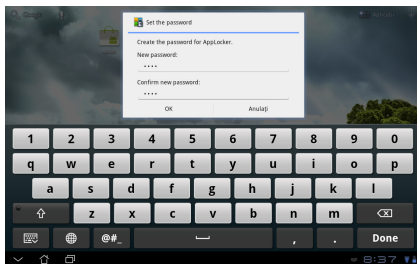 Google
Set the password
Create the password for AppLocker.
New password:
....
Confirm new password:
....
OK Anulați
1 2 3 4 5 6 7 8 9 0
q w e r t y u i o p
a s d f g h j k l
z x c v b n m
@#_ , . Done
8:37